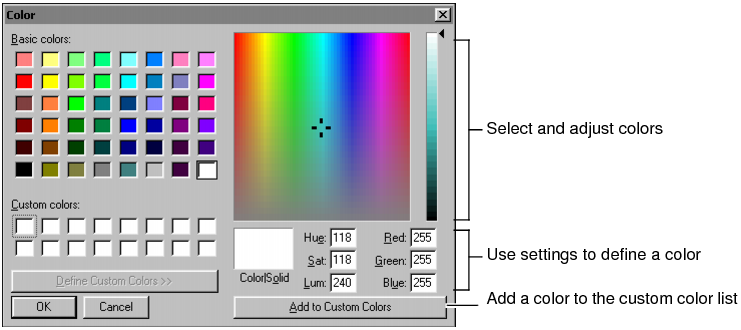 Color
Basic colors:
Custom colors:
Define Custom Colors >>
OK
Cancel
Color|Solid
Hue: 118
Sat: 118
Lum: 240
Red: 255
Green: 255
Blue: 255
Add to Custom Colors
Select and adjust colors
Use settings to define a color
Add a color to the custom color list